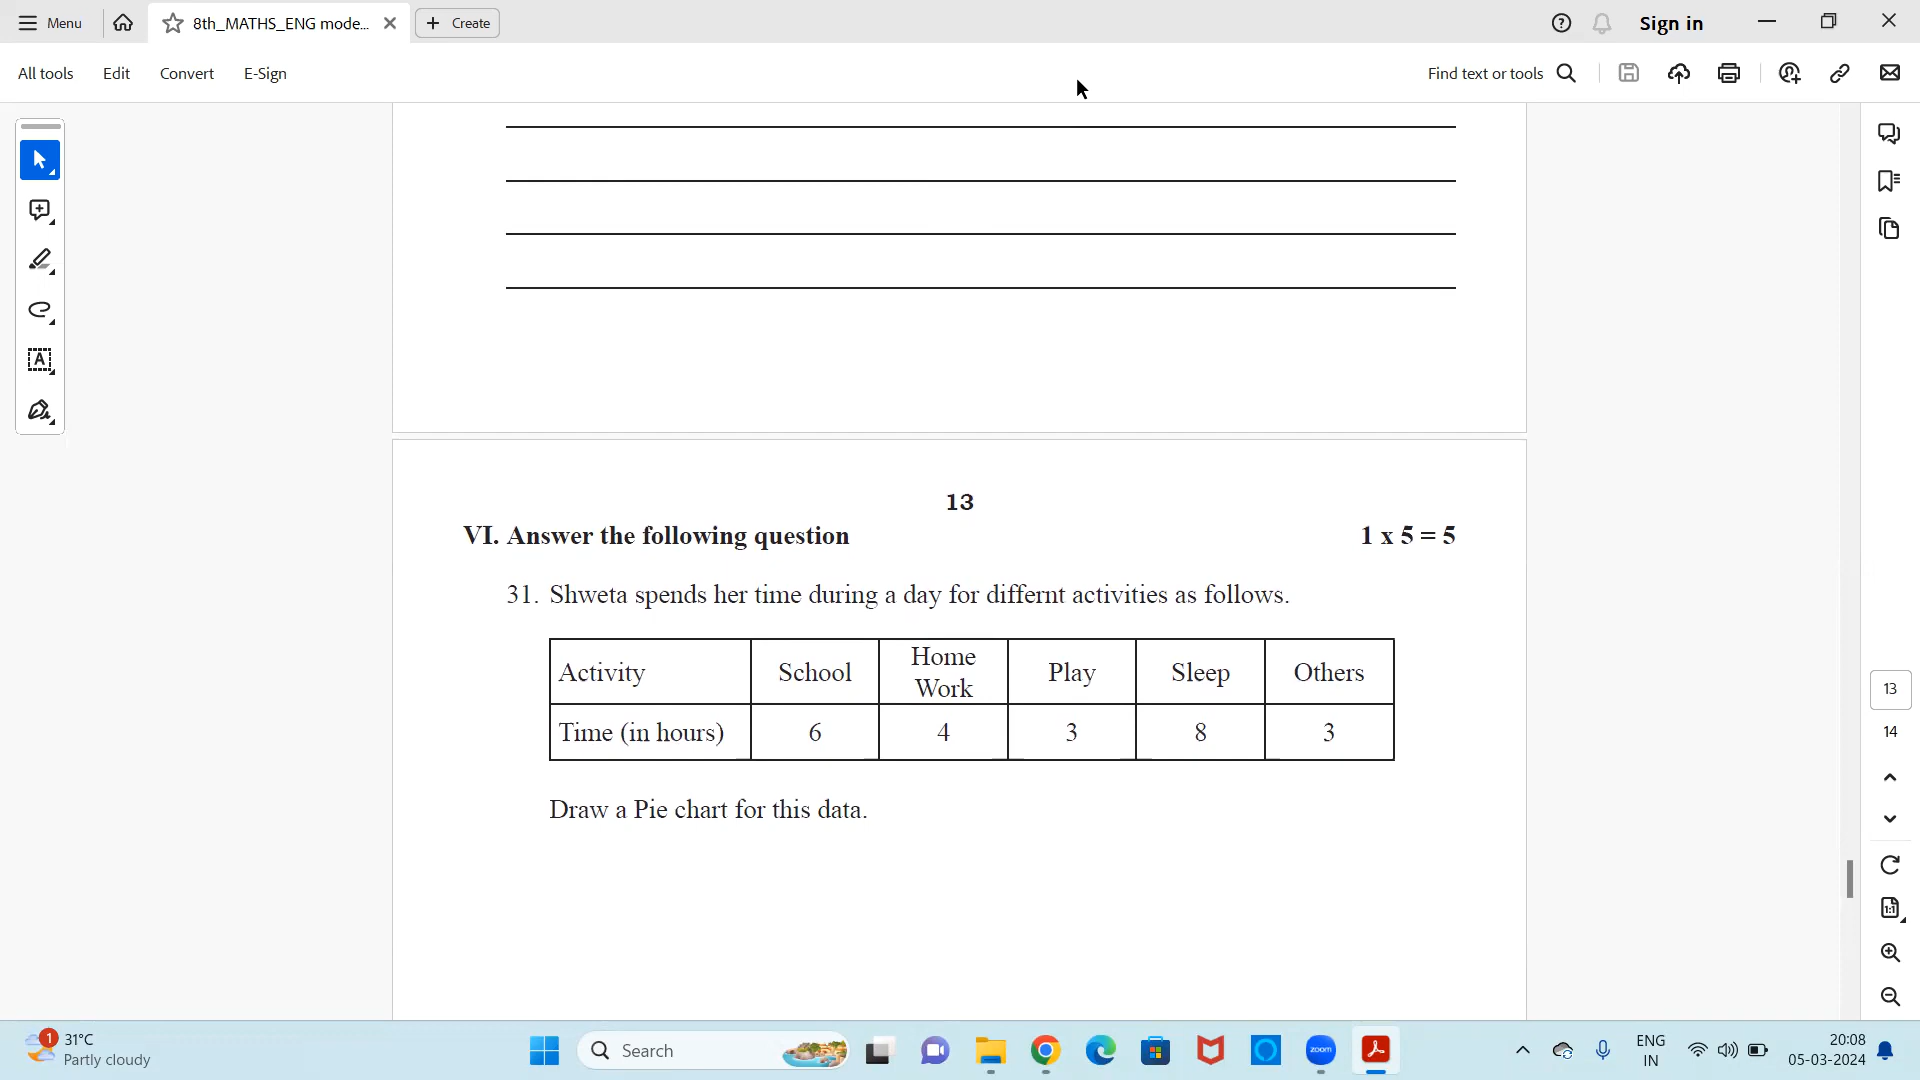 Menu
8th_MATHS_ENG mode...
Create
Sign in
All tools
Edit
Convert
E-Sign
Find text or tools
13
VI. Answer the following question 1 x 5 = 5
31. Shweta spends her time during a day for differnt activities as follows.
Activity School Home Work Play Sleep Others
Time (in hours) 6 4 3 8 3
Draw a Pie chart for this data.
13
14
1
31°C
Partly cloudy
Search
zoom
ENG
IN
20:08
05-03-2024